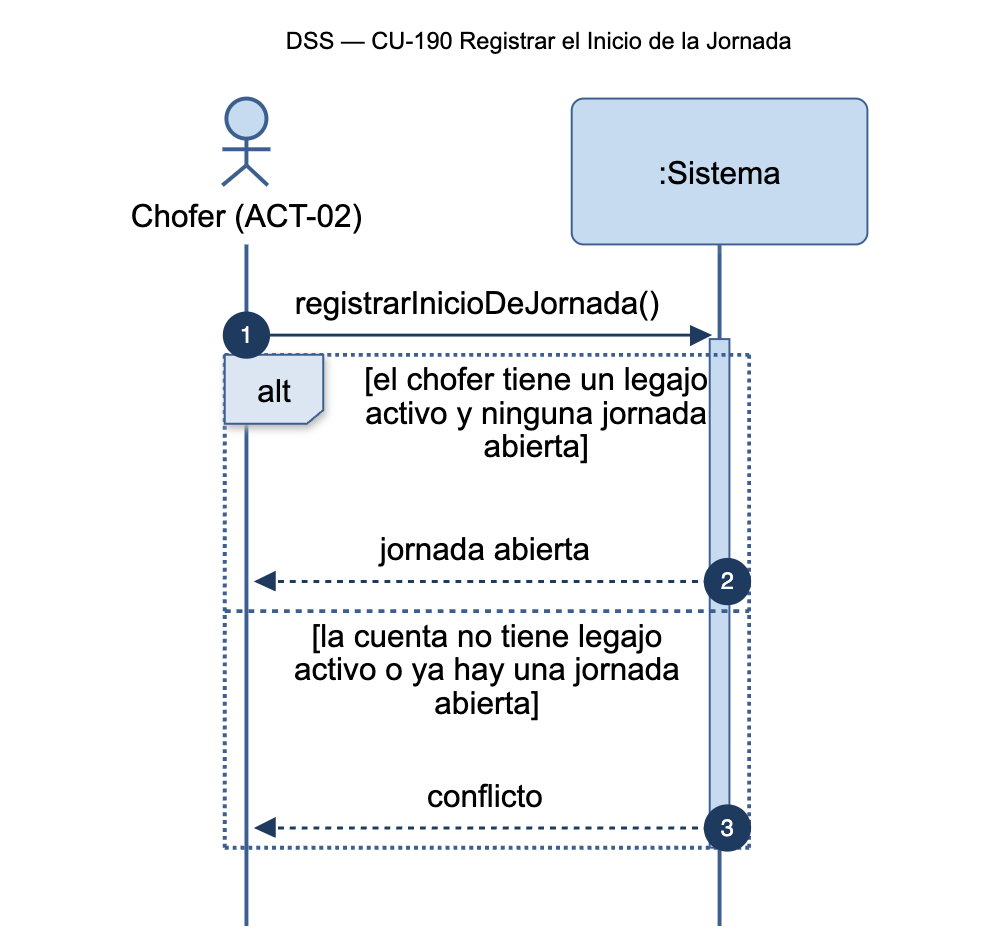 DSS — CU-190 Registrar el Inicio de la Jornada
:Sistema
Chofer (ACT-02)
registrarInicioDeJornada()
1
alt
[el chofer tiene un legajo
activo y ninguna jornada
abierta]
jornada abierta
2
[la cuenta no tiene legajo
activo o ya hay una jornada
abierta]
conflicto
3